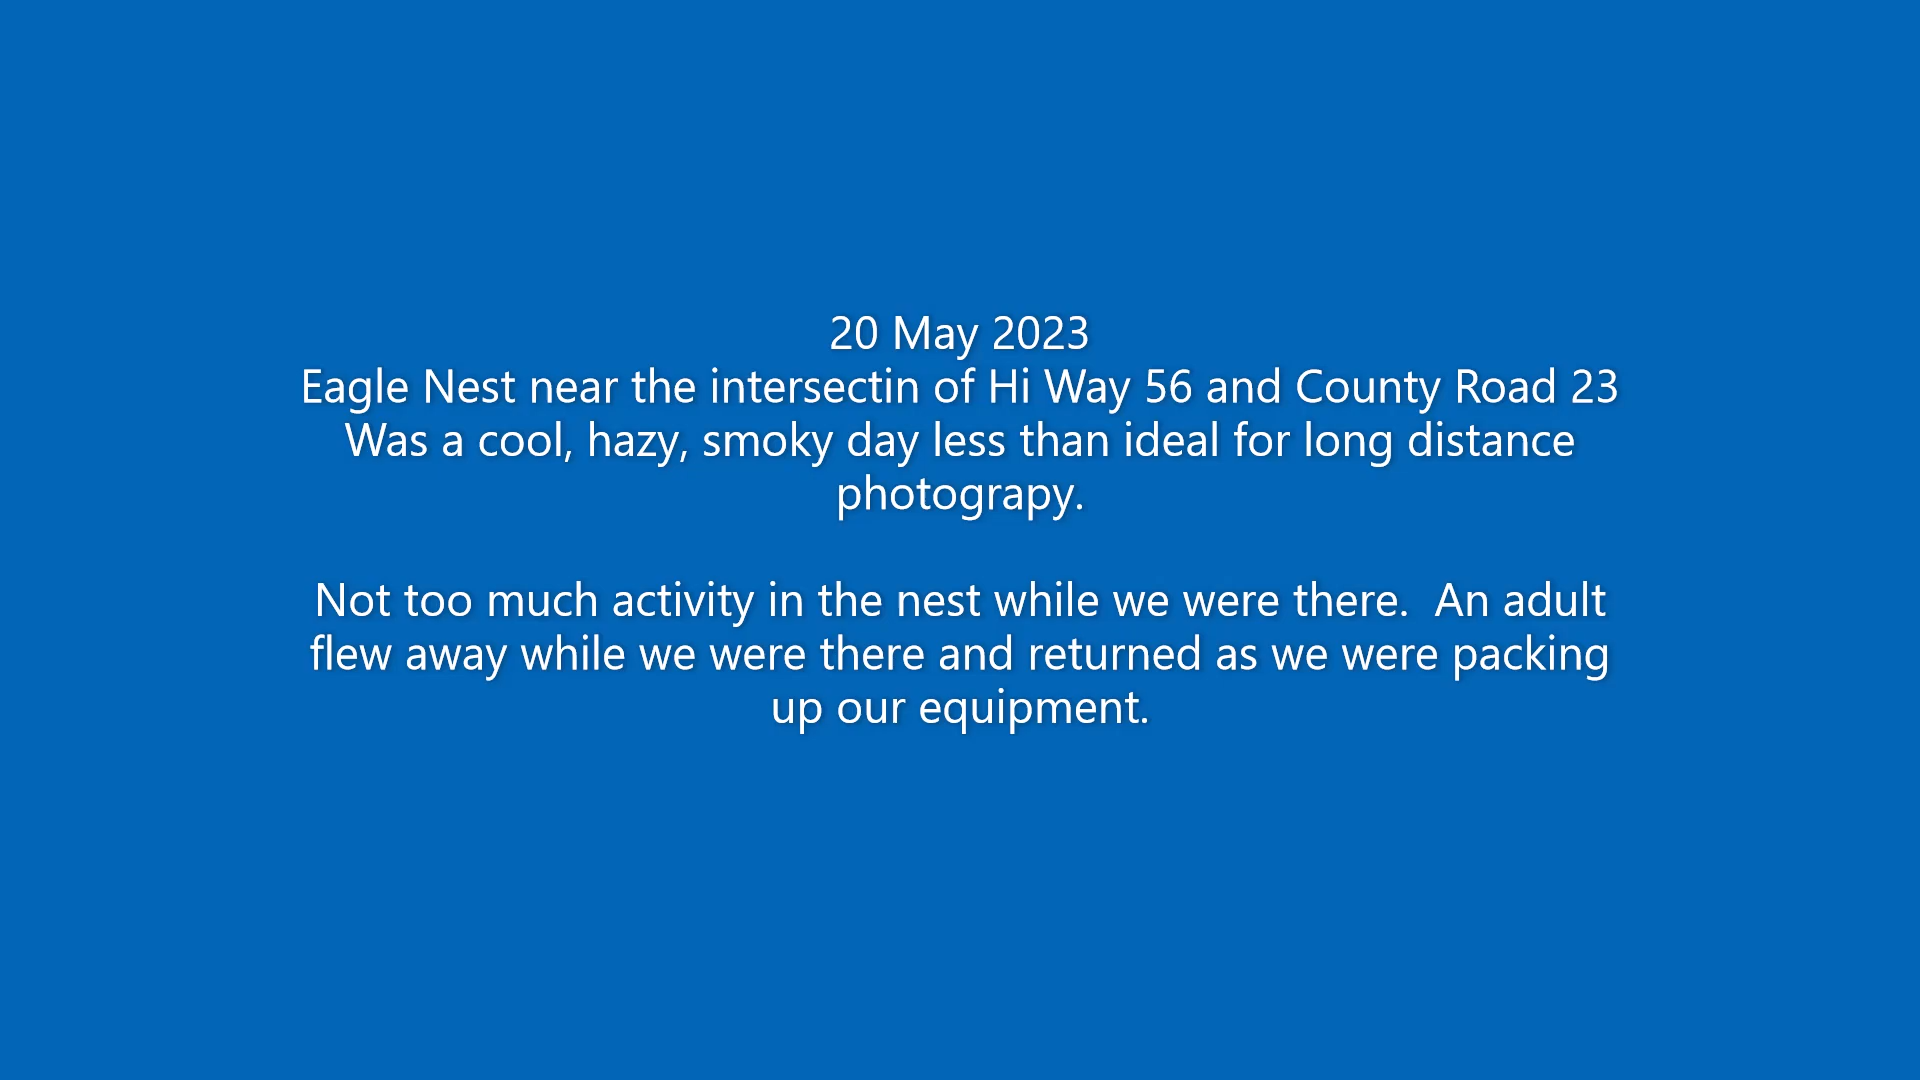 20 May 2023
Eagle Nest near the intersectin of Hi Way 56 and County Road 23
Was a cool, hazy, smoky day less than ideal for long distance
photograpy.
Not too much activity in the nest while we were there.  An adult
flew away while we were there and returned as we were packing
up our equipment.